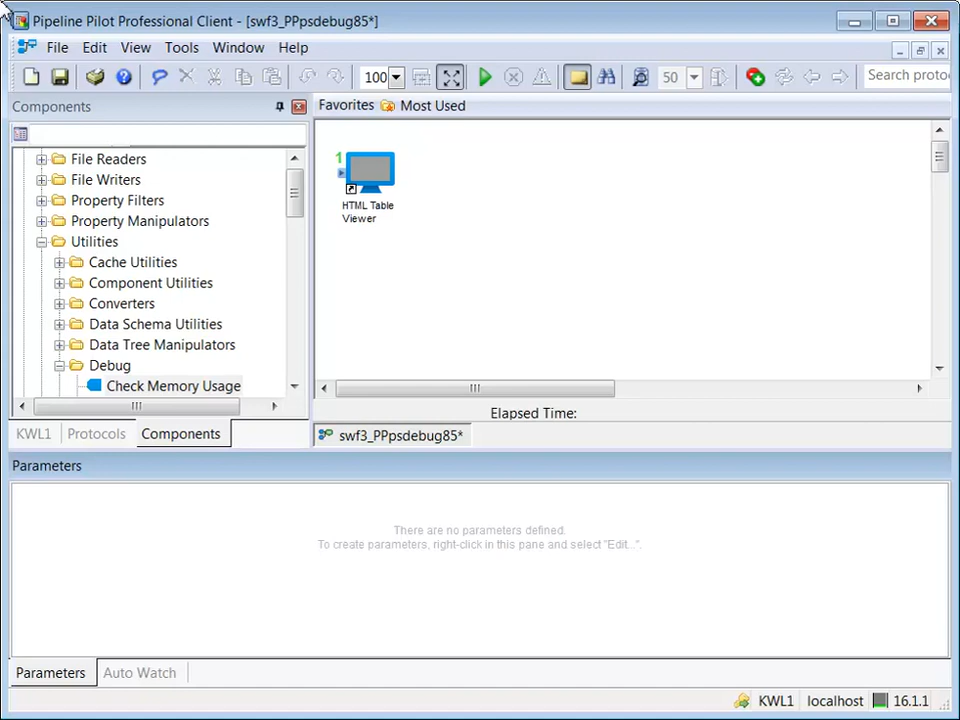 Pipeline Pilot Professional Client - [swf3_PPpsdebug85*]
File Edit View Tools Window Help
100 50 Search proto
Components
Favorites Most Used
File Readers
File Writers
Property Filters
Property Manipulators
Utilities
Cache Utilities
Component Utilities
Converters
Data Schema Utilities
Data Tree Manipulators
Debug
Check Memory Usage
1
HTML Table
Viewer
Elapsed Time:
KWL1 Protocols Components
swf3_PPpsdebug85*
Parameters
There are no parameters defined.
To create parameters, right-click in this pane and select "Edit...".
Parameters Auto Watch
KWL1 localhost 16.1.1